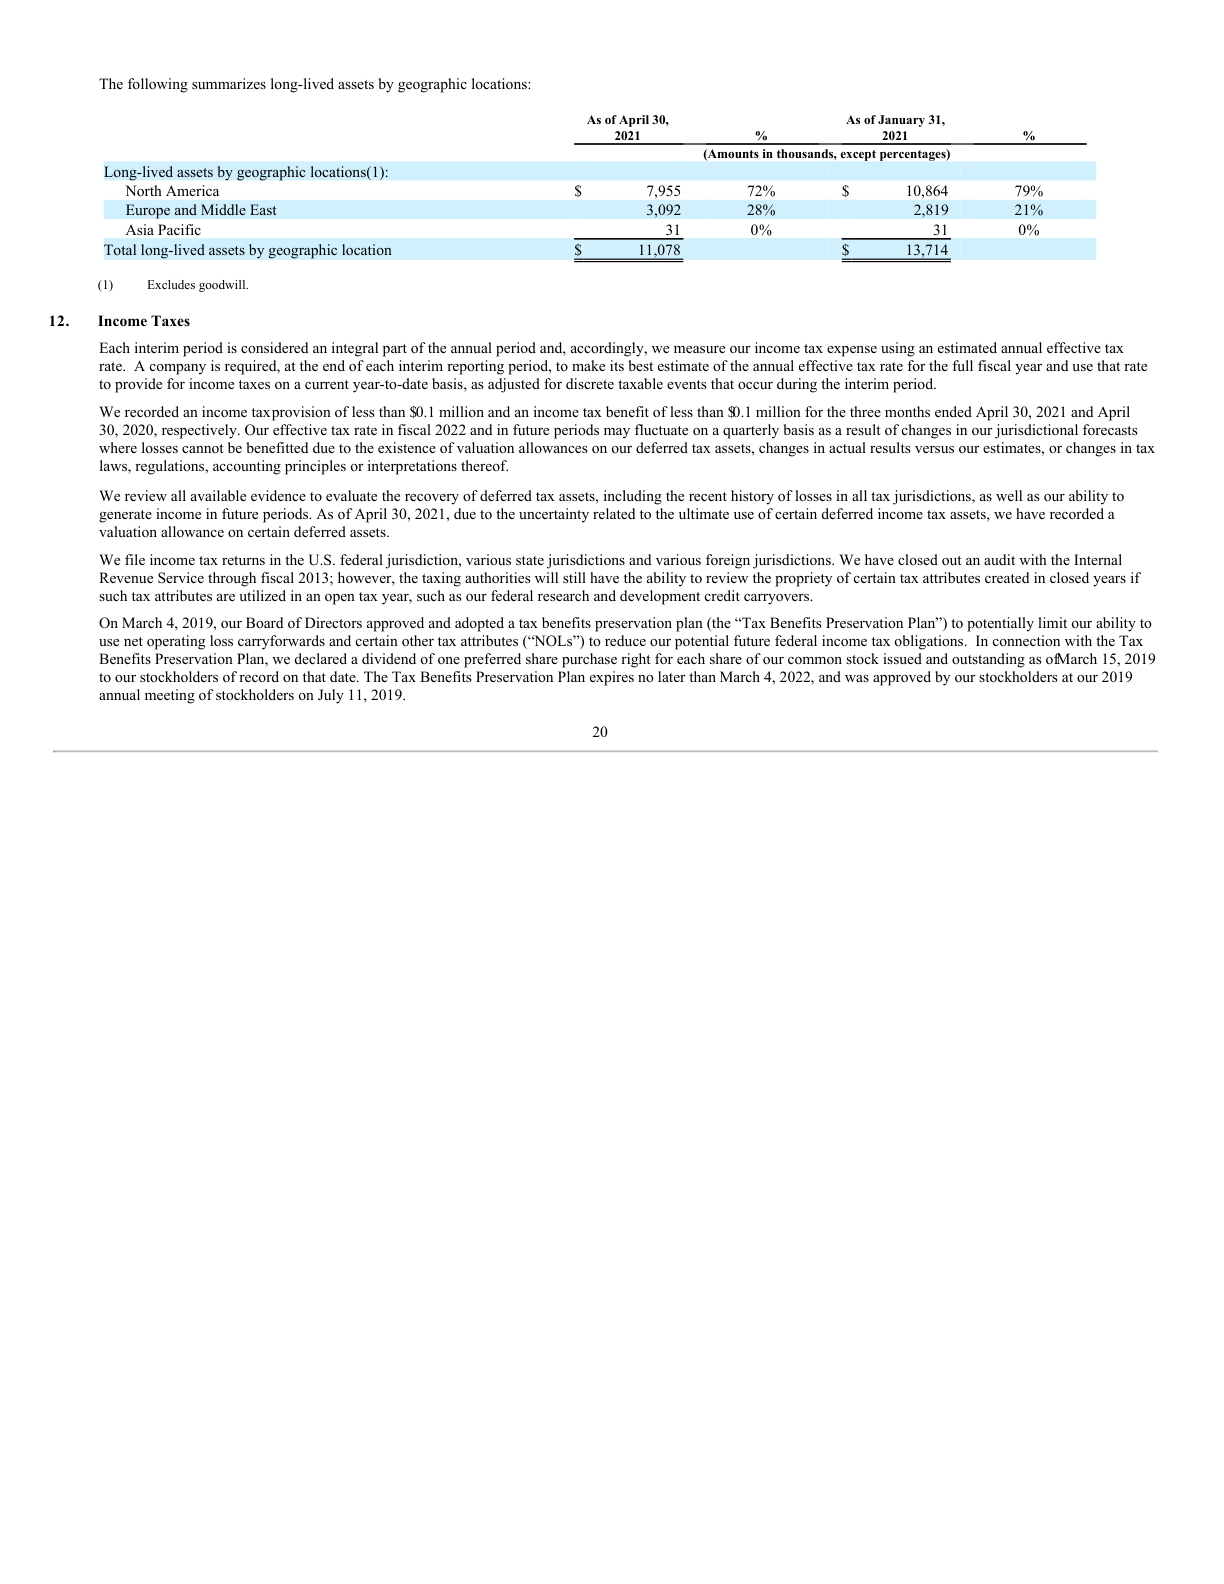 The following summarizes long-lived assets by geographic locations:
As of April 30, 2021 % As of January 31, 2021 %
(Amounts in thousands, except percentages)
Long-lived assets by geographic locations(1):
North America $ 7,955 72% $ 10,864 79%
Europe and Middle East 3,092 28% 2,819 21%
Asia Pacific 31 0% 31 0%
Total long-lived assets by geographic location $ 11,078 $ 13,714
(1) Excludes goodwill.
12. Income Taxes
Each interim period is considered an integral part of the annual period and, accordingly, we measure our income tax expense using an estimated annual effective tax
rate. A company is required, at the end of each interim reporting period, to make its best estimate of the annual effective tax rate for the full fiscal year and use that rate
to provide for income taxes on a current year-to-date basis, as adjusted for discrete taxable events that occur during the interim period.
We recorded an income tax provision of less than $0.1 million and an income tax benefit of less than $0.1 million for the three months ended April 30, 2021 and April
30, 2020, respectively. Our effective tax rate in fiscal 2022 and in future periods may fluctuate on a quarterly basis as a result of changes in our jurisdictional forecasts
where losses cannot be benefitted due to the existence of valuation allowances on our deferred tax assets, changes in actual results versus our estimates, or changes in tax
laws, regulations, accounting principles or interpretations thereof.
We review all available evidence to evaluate the recovery of deferred tax assets, including the recent history of losses in all tax jurisdictions, as well as our ability to
generate income in future periods. As of April 30, 2021, due to the uncertainty related to the ultimate use of certain deferred income tax assets, we have recorded a
valuation allowance on certain deferred assets.
We file income tax returns in the U.S. federal jurisdiction, various state jurisdictions and various foreign jurisdictions. We have closed out an audit with the Internal
Revenue Service through fiscal 2013; however, the taxing authorities will still have the ability to review the propriety of certain tax attributes created in closed years if
such tax attributes are utilized in an open tax year, such as our federal research and development credit carryovers.
On March 4, 2019, our Board of Directors approved and adopted a tax benefits preservation plan (the “Tax Benefits Preservation Plan”) to potentially limit our ability to
use net operating loss carryforwards and certain other tax attributes (“NOLs”) to reduce our potential future federal income tax obligations. In connection with the Tax
Benefits Preservation Plan, we declared a dividend of one preferred share purchase right for each share of our common stock issued and outstanding as of March 15, 2019
to our stockholders of record on that date. The Tax Benefits Preservation Plan expires no later than March 4, 2022, and was approved by our stockholders at our 2019
annual meeting of stockholders on July 11, 2019.
20